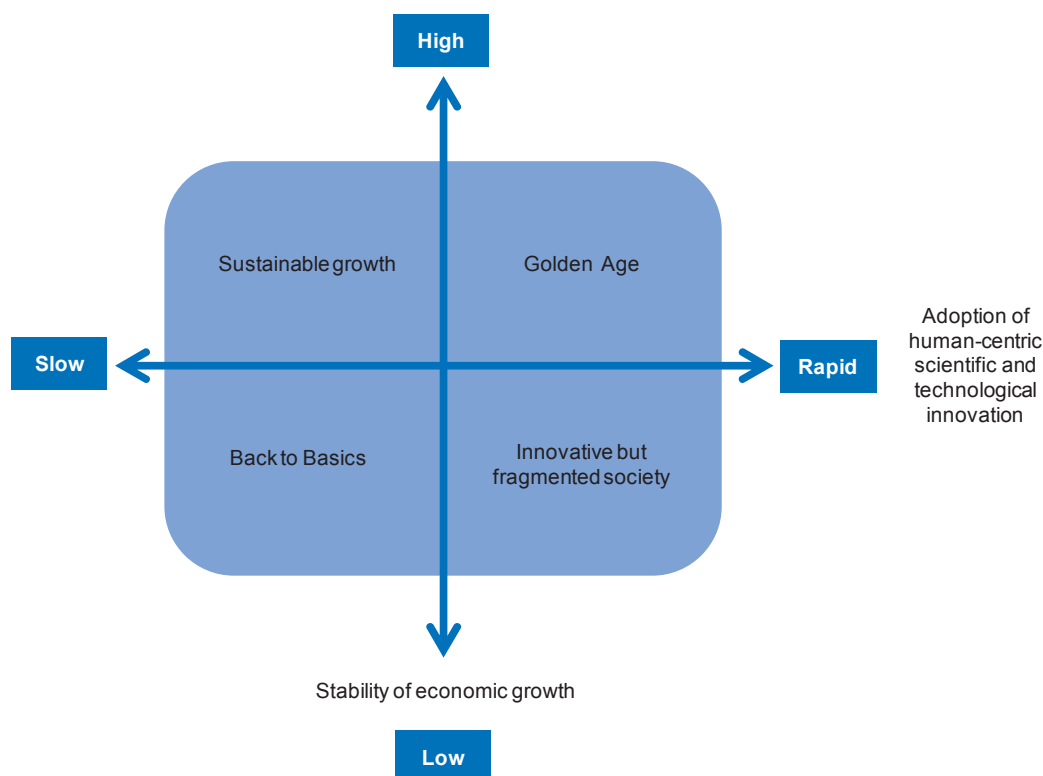 High
Sustainable growth
Golden Age
Slow
Rapid
Adoption of
human-centric
scientific and
technological
innovation
Back to Basics
Innovative but
fragmented society
Stability of economic growth
Low